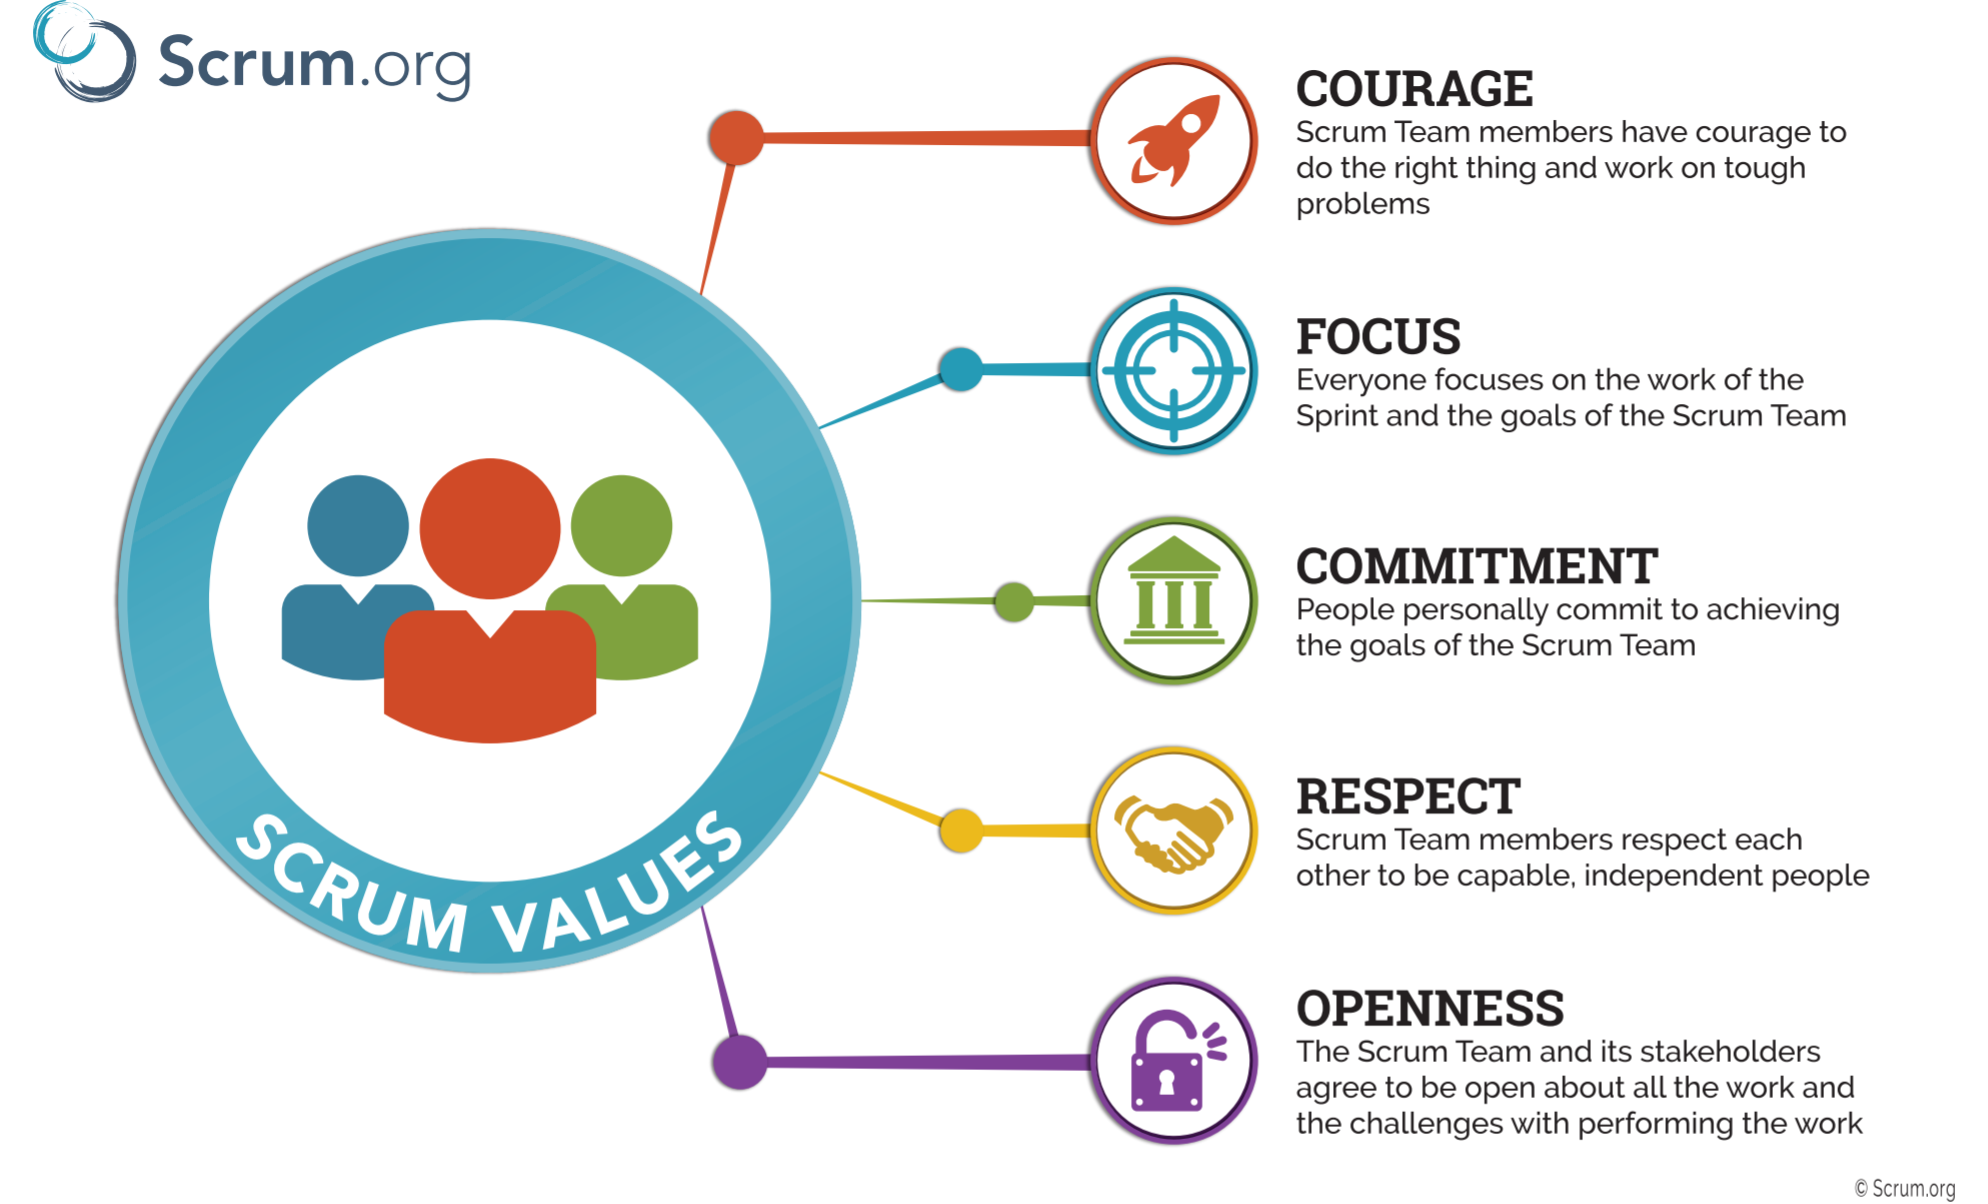 Scrum.org
COURAGE
Scrum Team members have courage to
do the right thing and work on tough
problems
FOCUS
Everyone focuses on the work of the
Sprint and the goals of the Scrum Team
COMMITMENT
People personally commit to achieving
the goals of the Scrum Team
RESPECT
Scrum Team members respect each
other to be capable, independent people
OPENNESS
The Scrum Team and its stakeholders
agree to be open about all the work and
the challenges with performing the work
SCRUM VALUES
© Scrum.org